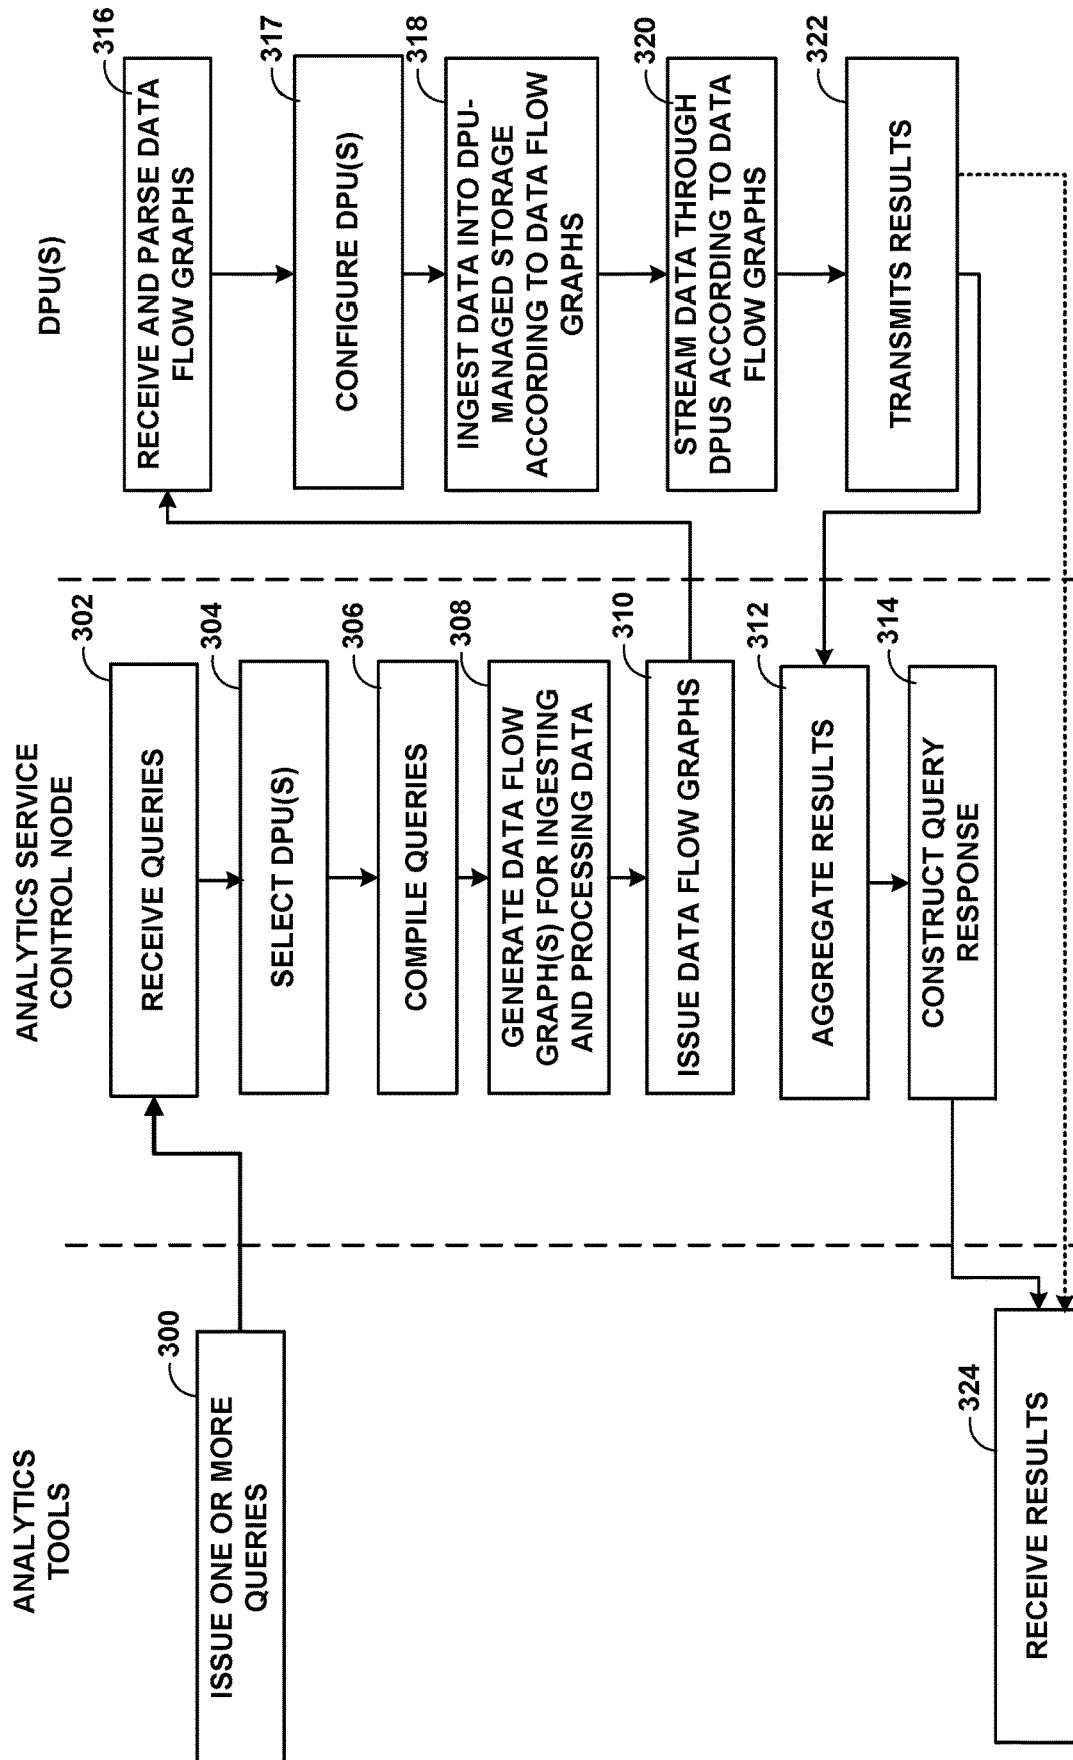 ANALYTICS
TOOLS
300
ISSUE ONE OR MORE
QUERIES
324
RECEIVE RESULTS
ANALYTICS SERVICE
CONTROL NODE
302
RECEIVE QUERIES
304
SELECT DPU(S)
306
COMPILE QUERIES
308
GENERATE DATA FLOW
GRAPH(S) FOR INGESTING
AND PROCESSING DATA
310
ISSUE DATA FLOW GRAPHS
312
AGGREGATE RESULTS
314
CONSTRUCT QUERY
RESPONSE
DPU(S)
316
RECEIVE AND PARSE DATA
FLOW GRAPHS
317
CONFIGURE DPU(S)
318
INGEST DATA INTO DPU-
MANAGED STORAGE
ACCORDING TO DATA FLOW
GRAPHS
320
STREAM DATA THROUGH
DPUS ACCORDING TO DATA
FLOW GRAPHS
322
TRANSMITS RESULTS